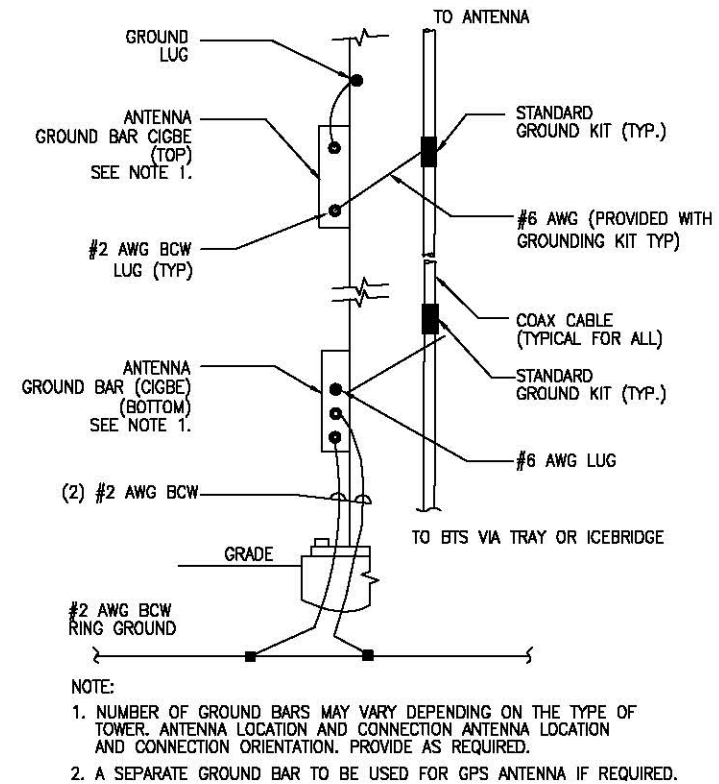 TO ANTENNA
GROUND
LUG
ANTENNA
GROUND BAR CIGBE
(TOP)
SEE NOTE 1.
STANDARD
GROUND KIT (TYP.)
#2 AWG BCW
LUG (TYP)
#6 AWG (PROVIDED WITH
GROUNDING KIT TYP)
COAX CABLE
(TYPICAL FOR ALL)
ANTENNA
GROUND BAR (CIGBE)
(BOTTOM)
SEE NOTE 1.
STANDARD
GROUND KIT (TYP.)
#6 AWG LUG
(2) #2 AWG BCW
TO BTS VIA TRAY OR ICEBRIDGE
GRADE
#2 AWG BCW
RING GROUND
NOTE:
1. NUMBER OF GROUND BARS MAY VARY DEPENDING ON THE TYPE OF
TOWER. ANTENNA LOCATION AND CONNECTION ANTENNA LOCATION
AND CONNECTION ORIENTATION. PROVIDE AS REQUIRED.
2. A SEPARATE GROUND BAR TO BE USED FOR GPS ANTENNA IF REQUIRED.